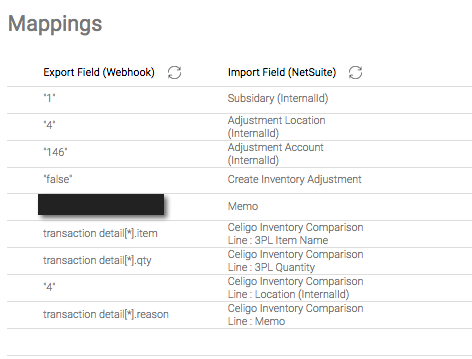 Mappings
Export Field (Webhook) Import Field (NetSuite)
"1" Subsidary (InternalId)
"4" Adjustment Location
(InternalId)
"146" Adjustment Account
(InternalId)
"false" Create Inventory Adjustment
Memo
transaction detail[*].item Celigo Inventory Comparison
Line : 3PL Item Name
transaction detail[*].qty Celigo Inventory Comparison
Line : 3PL Quantity
"4" Celigo Inventory Comparison
Line : Location (InternalId)
transaction detail[*].reason Celigo Inventory Comparison
Line : Memo